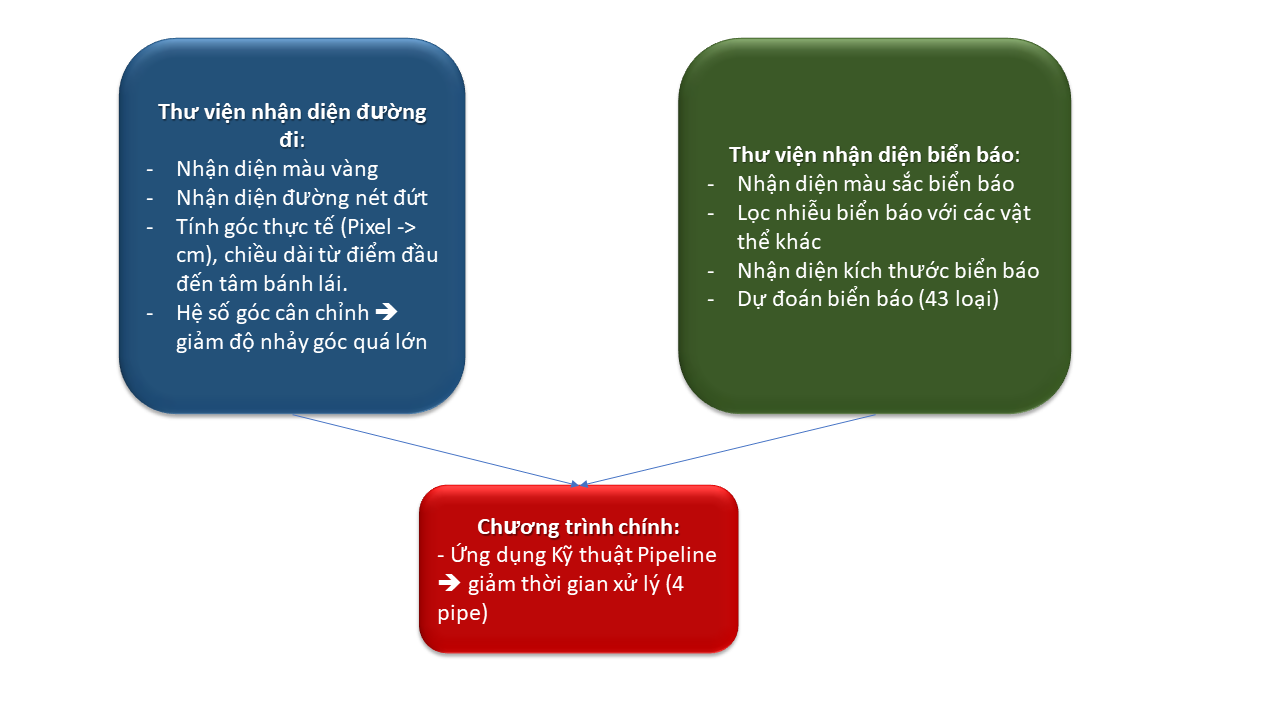 Thư viện nhận diện đường
đi:
- Nhận diện màu vàng
- Nhận diện đường nét đứt
- Tính góc thực tế (Pixel ->
cm), chiều dài từ điểm đầu
đến tâm bánh lái.
- Hệ số góc cân chỉnh 🡺
giảm độ nhảy góc quá lớn
Thư viện nhận diện biển báo:
- Nhận diện màu sắc biển báo
- Lọc nhiễu biển báo với các vật
thể khác
- Nhận diện kích thước biển báo
- Dự đoán biển báo (43 loại)
Chương trình chính:
- Ứng dụng Kỹ thuật Pipeline
🡺 giảm thời gian xử lý (4
pipe)